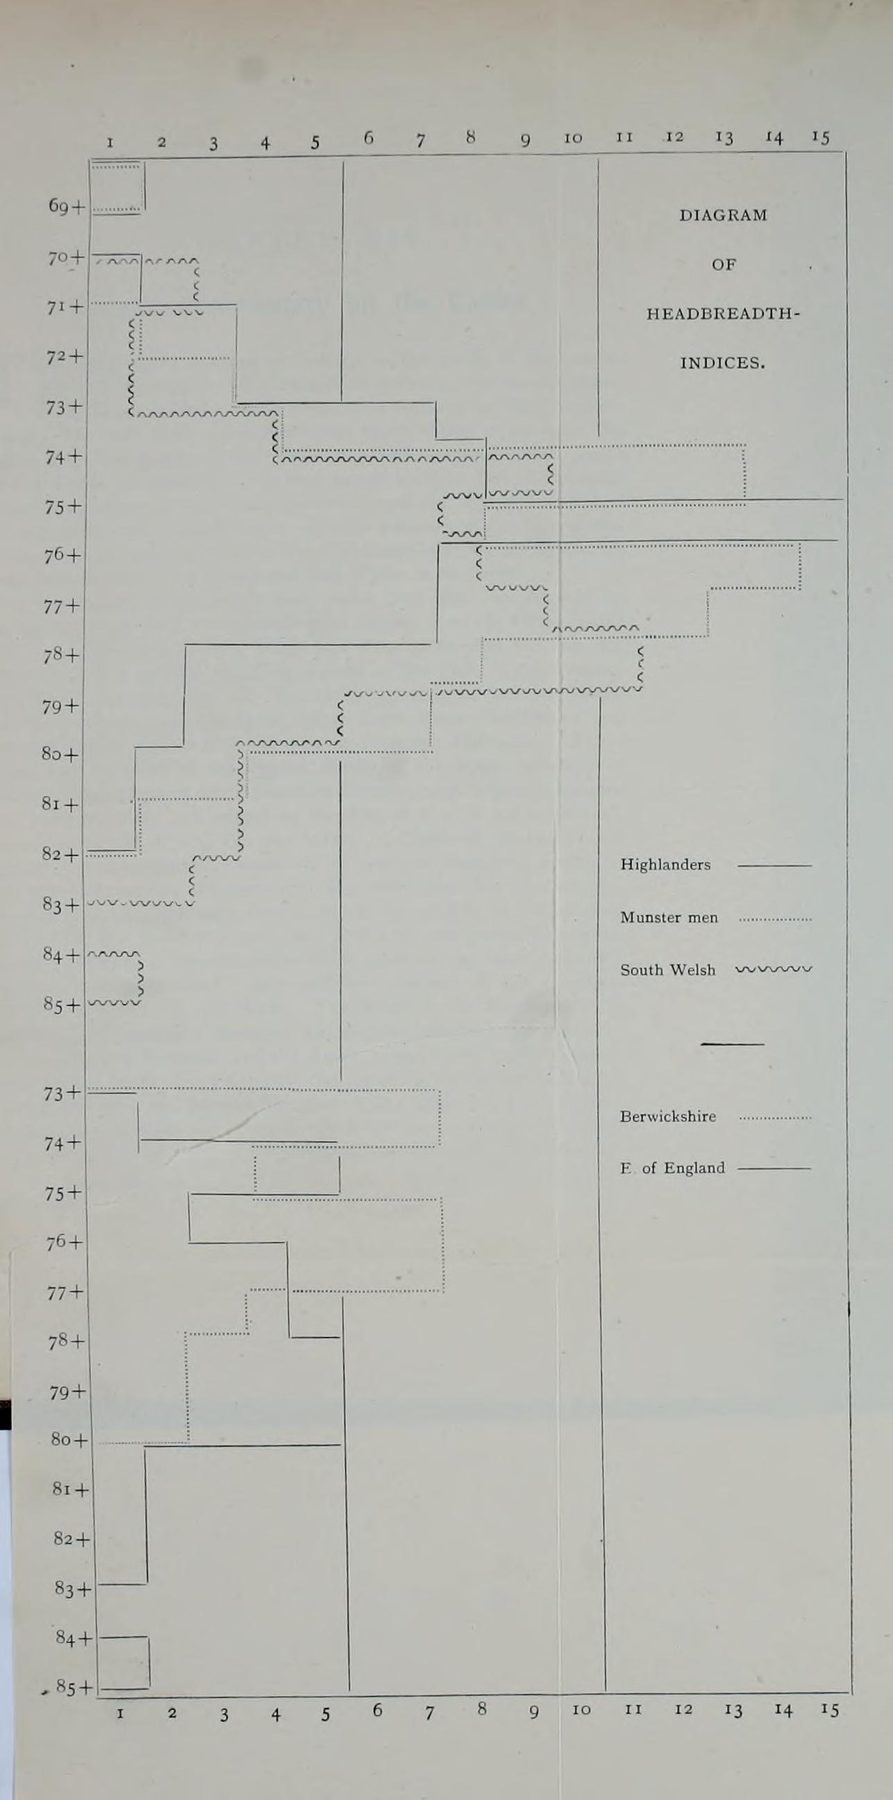 1 2 3 4 5 6 7 8 9 10 11 12 13 14 15
69+
DIAGRAM
70+
OF
71+
HEADBREADTH-
72+
INDICES.
73+
74+
75+
76+
77+
78+
79+
80+
81+
82+
Highlanders
83+
Munster men
84+
South Welsh
85+
73+
Berwickshire
74+
E. of England
75+
76+
77+
78+
79+
80+
81+
82+
83+
84+
85+
1 2 3 4 5 6 7 8 9 10 11 12 13 14 15